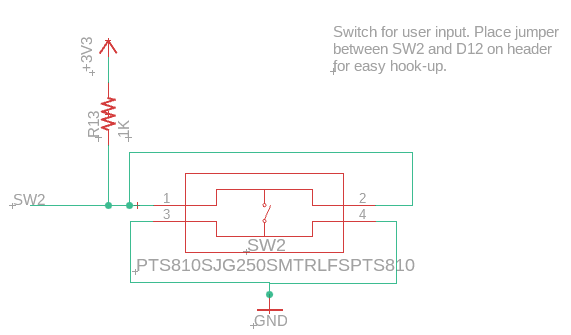 Switch for user input. Place jumper
between SW2 and D12 on header
for easy hook-up.
+3V3
R13
1K
SW2
1
2
3
4
SW2
PTS810SJG250SMTRLFSPTS810
GND